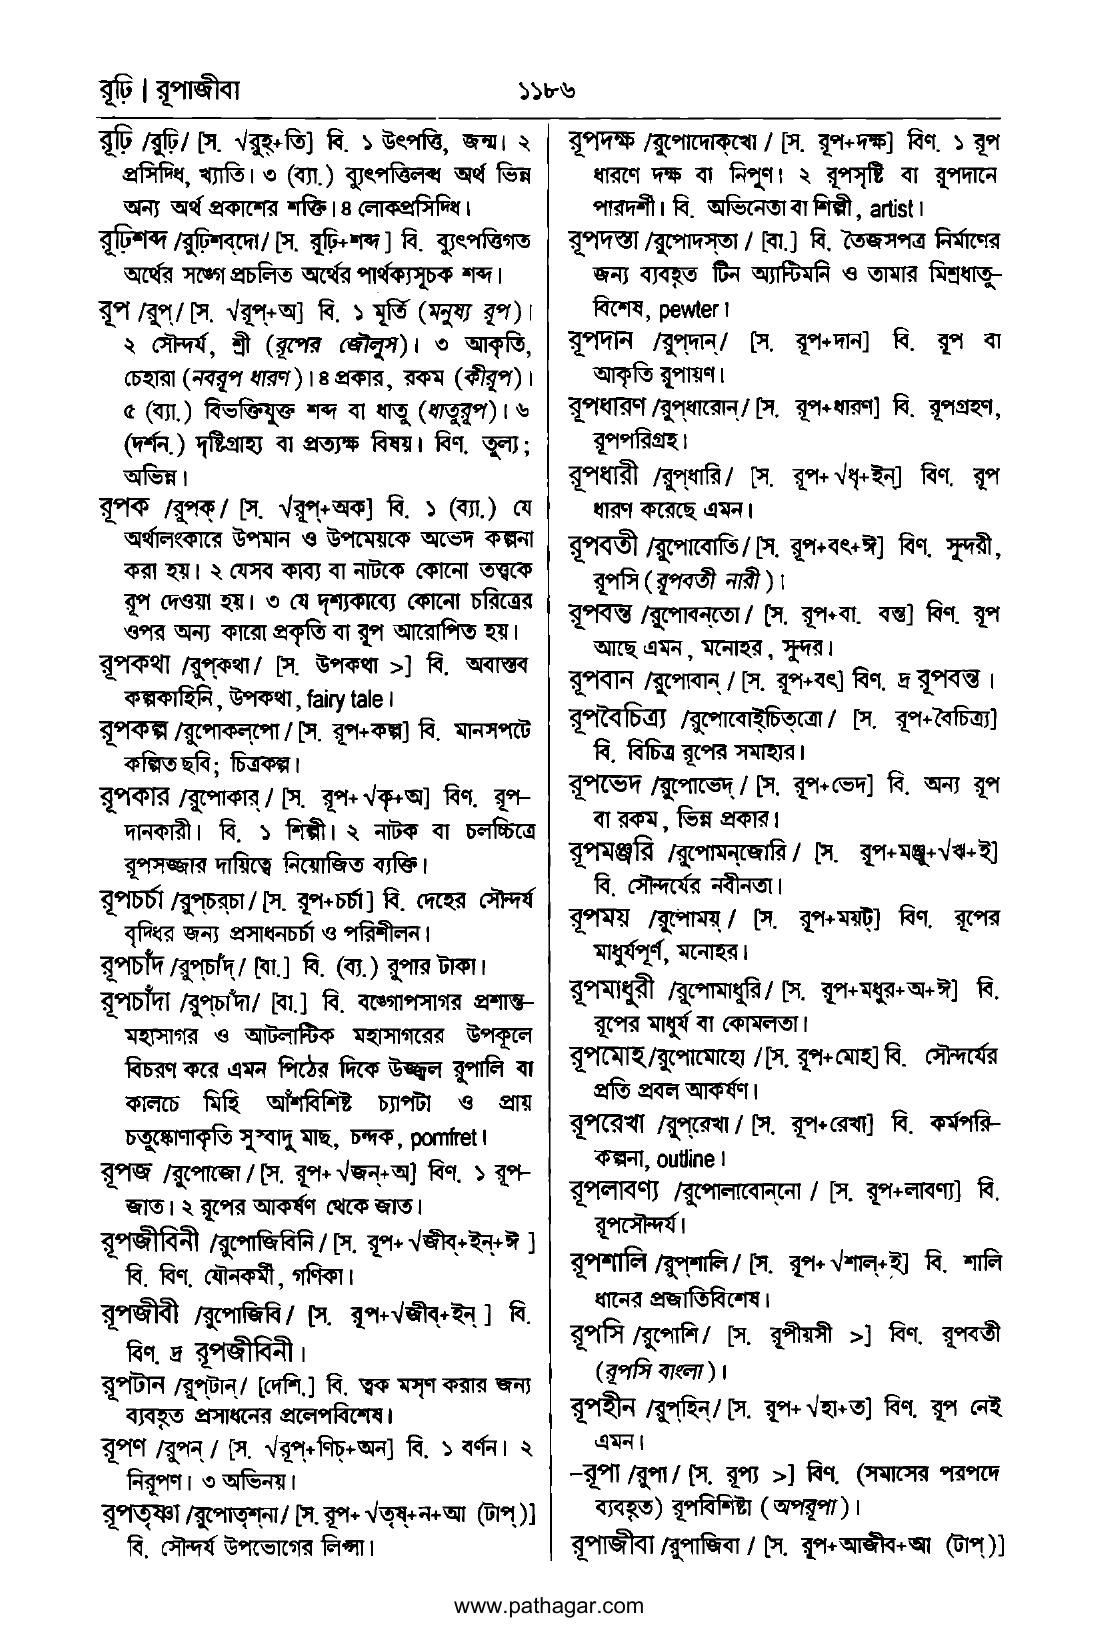 রূঢ়ি | রূপাজীবা
১১৮৬
রূঢ়ি /রুঢ়ি/ [স. √রুহ্+তি] বি. ১ উৎপত্তি, জন্ম। ২
প্রসিদ্ধি, খ্যাতি। ৩ (ব্যা.) ব্যুৎপত্তিলব্ধ অর্থ ভিন্ন
অন্য অর্থ প্রকাশের শক্তি। ৪ লোকপ্রসিদ্ধি।
রূঢ়িশব্দ /রুঢ়িশব্‌দো/ [স. রূঢ়ি+শব্দ ] বি. ব্যুৎপত্তিগত
অর্থের সঙ্গে প্রচলিত অর্থের পার্থক্যসূচক শব্দ।
রূপ /রুপ্/ [স. √রূপ্+অ] বি. ১ মূর্তি (মনুষ্য রূপ)।
২ সৌন্দর্য, শ্রী (রূপের জৌলুস)। ৩ আকৃতি,
চেহারা (নবরূপ ধারণ)। ৪ প্রকার, রকম (কীরূপ)।
৫ (ব্যা.) বিভক্তিযুক্ত শব্দ বা ধাতু (ধাতুরূপ)। ৬
(দর্শন.) দৃষ্টিগ্রাহ্য বা প্রত্যক্ষ বিষয়। বিণ. তুল্য;
অভিন্ন।
রূপক /রুপক্/ [স. √রূপ্+অক] বি. ১ (ব্যা.) যে
অর্থালংকারে উপমান ও উপমেয়কে অভেদ কল্পনা
করা হয়। ২ যেসব কাব্য বা নাটকে কোনো তত্ত্বকে
রূপ দেওয়া হয়। ৩ যে দৃশ্যকাব্যে কোনো চরিত্রের
ওপর অন্য কারো প্রকৃতি বা রূপ আরোপিত হয়।
রূপকথা /রুপ্‌কথা/ [স. উপকথা >] বি. অবাস্তব
কল্পকাহিনি, উপকথা, fairy tale।
রূপকল্প /রুপোকল্‌পো/ [স. রূপ+কল্প] বি. মানসপটে
কল্পিত ছবি; চিত্রকল্প।
রূপকার /রুপোকার্/ [স. রূপ+√কৃ+অ] বিণ. রূপ–
দানকারী। বি. ১ শিল্পী। ২ নাটক বা চলচ্চিত্রে
রূপসজ্জার দায়িত্বে নিয়োজিত ব্যক্তি।
রূপচর্চা /রুপ্‌চর্‌চা/ [স. রূপ+চর্চা] বি. দেহের সৌন্দর্য
বৃদ্ধির জন্য প্রসাধনচর্চা ও পরিশীলন।
রূপচাঁদ /রুপ্‌চাঁদ্/ [বা.] বি. (ব্য.) রুপার টাকা।
রূপচাঁদা /রুপ্‌চাঁদা/ [বা.] বি. বঙ্গোপসাগর প্রশান্ত–
মহাসাগর ও আটলান্টিক মহাসাগরের উপকূলে
বিচরণ করে এমন পিঠের দিকে উজ্জ্বল রুপালি বা
কালচে মিহি আঁশবিশিষ্ট চ্যাপটা ও প্রায়
চতুষ্কোণাকৃতি সুস্বাদু মাছ, চন্দক, pomfret।
রূপজ /রুপোজো/ [স. রূপ+√জন্+অ] বিণ. ১ রূপ–
জাত। ২ রূপের আকর্ষণ থেকে জাত।
রূপজীবিনী /রুপোজিবিনি/ [স. রূপ+√জীব্+ইন্+ঈ ]
বি. বিণ. যৌনকর্মী, গণিকা।
রূপজীবী /রুপোজিবি/ [স. রূপ+√জীব্+ইন্ ] বি.
বিণ. দ্র রূপজীবিনী।
রূপটান /রুপ্‌টান্/ [দেশি.] বি. ত্বক মসৃণ করার জন্য
ব্যবহৃত প্রসাধনের প্রলেপবিশেষ।
রূপণ /রুপন্/ [স. √রূপ্+ণিচ্+অন] বি. ১ বর্ণন। ২
নিরূপণ। ৩ অভিনয়।
রূপতৃষ্ণা /রুপোতৃশ্‌না/ [স. রূপ+√তৃষ্+ন+আ (টাপ্)]
বি. সৌন্দর্য উপভোগের লিপ্সা।
রূপদক্ষ /রুপোদোক্‌খো/ [স. রূপ+দক্ষ] বিণ. ১ রূপ
ধারণে দক্ষ বা নিপুণ। ২ রূপসৃষ্টি বা রূপদানে
পারদর্শী। বি. অভিনেতা বা শিল্পী, artist।
রূপদস্তা /রুপোদস্‌তা/ [বা.] বি. তৈজসপত্র নির্মাণের
জন্য ব্যবহৃত টিন অ্যান্টিমনি ও তামার মিশ্রধাতু–
বিশেষ, pewter।
রূপদান /রুপ্‌দান্/ [স. রূপ+দান] বি. রূপ বা
আকৃতি রূপায়ণ।
রূপধারণ /রুপ্‌ধারোন্/ [স. রূপ+ধারণ] বি. রূপগ্রহণ,
রূপপরিগ্রহ।
রূপধারী /রুপ্‌ধারি/ [স. রূপ+√ধৃ+ইন্] বিণ. রূপ
ধারণ করেছে এমন।
রূপবতী /রুপোবোতি/ [স. রূপ+বৎ+ঈ] বিণ. সুন্দরী,
রূপসি (রূপবতী নারী)।
রূপবন্ত /রুপোবন্‌তো/ [স. রূপ+বা. বন্ত] বিণ. রূপ
আছে এমন, মনোহর, সুন্দর।
রূপবান /রুপোবান্/ [স. রূপ+বৎ] বিণ. দ্র রূপবন্ত।
রূপবৈচিত্র্য /রুপোবোইচিত্‌ত্রো/ [স. রূপ+বৈচিত্র্য]
বি. বিচিত্র রূপের সমাহার।
রূপভেদ /রুপোভেদ্/ [স. রূপ+ভেদ] বি. অন্য রূপ
বা রকম, ভিন্ন প্রকার।
রূপমঞ্জরি /রুপোমন্‌জোরি/ [স. রূপ+মঞ্জু+√ঋ+ই]
বি. সৌন্দর্যের নবীনতা।
রূপময় /রুপোময়্/ [স. রূপ+ময়ট্] বিণ. রূপের
মাধুর্যপূর্ণ, মনোহর।
রূপমাধুরী /রুপোমাধুরি/ [স. রূপ+মধুর+অ+ঈ] বি.
রূপের মাধুর্য বা কোমলতা।
রূপমোহ /রুপোমোহো/ [স. রূপ+মোহ] বি. সৌন্দর্যের
প্রতি প্রবল আকর্ষণ।
রূপরেখা /রুপ্‌রেখা/ [স. রূপ+রেখা] বি. কর্মপরি–
কল্পনা, outline।
রূপলাবণ্য /রুপোলাবোন্‌নো/ [স. রূপ+লাবণ্য] বি.
রূপসৌন্দর্য।
রূপশালি /রুপ্‌শালি/ [স. রূপ+√শাল্+ই] বি. শালি
ধানের প্রজাতিবিশেষ।
রূপসি /রুপোশি/ [স. রূপীয়সী >] বিণ. রূপবতী
(রূপসি বাংলা)।
রূপহীন /রুপ্‌হিন্/ [স. রূপ+√হা+ত] বিণ. রূপ নেই
এমন।
–রূপা /রুপা/ [স. রূপ্য >] বিণ. (সমাসের পরপদে
ব্যবহৃত) রূপবিশিষ্টা (অপরূপা)।
রূপাজীবা /রুপাজিবা/ [স. রূপ+আজীব+আ (টাপ্)]
www.pathagar.com